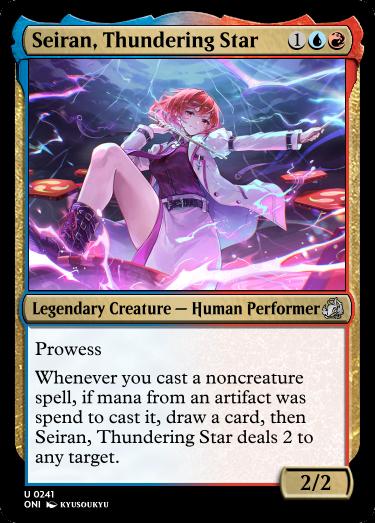 Seiran, Thundering Star 1
Legendary Creature — Human Performer
Prowess
Whenever you cast a noncreature
spell, if mana from an artifact was
spend to cast it, draw a card, then
Seiran, Thundering Star deals 2 to
any target.
2/2
U 0241
ONI KYUSOUKYU